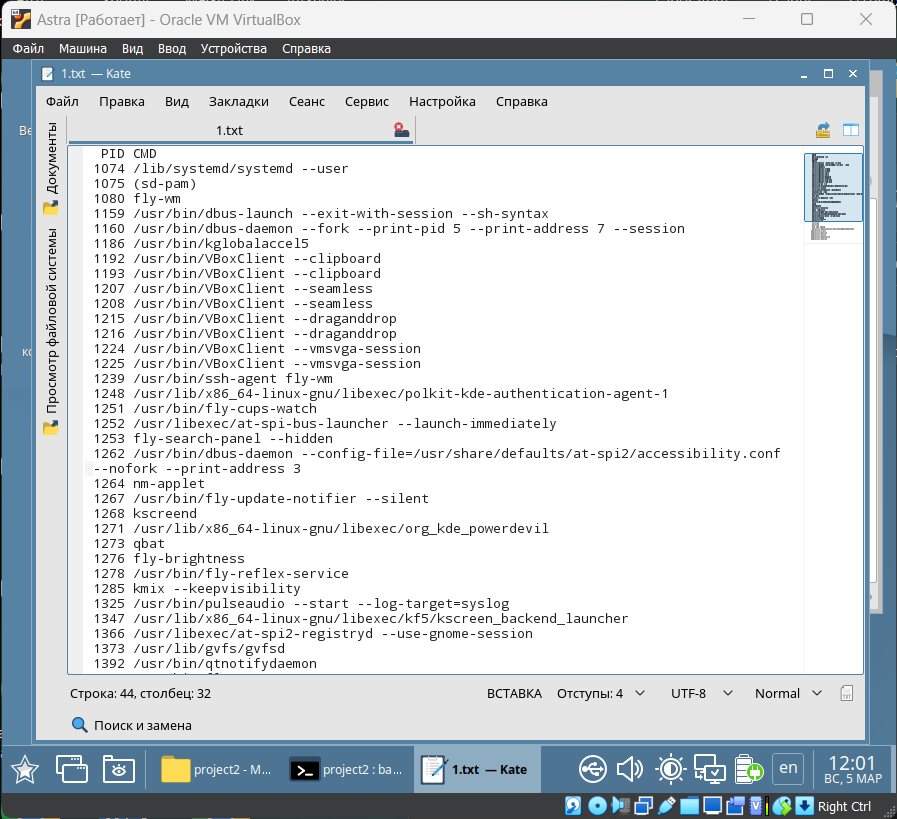 Astra [Работает] - Oracle VM VirtualBox
Файл Машина Вид Ввод Устройства Справка
1.txt — Kate
Файл Правка Вид Закладки Сеанс Сервис Настройка Справка
1.txt
Документы
Просмотр файловой системы
PID CMD
1074 /lib/systemd/systemd --user
1075 (sd-pam)
1080 fly-wm
1159 /usr/bin/dbus-launch --exit-with-session --sh-syntax
1160 /usr/bin/dbus-daemon --fork --print-pid 5 --print-address 7 --session
1186 /usr/bin/kglobalaccel5
1192 /usr/bin/VBoxClient --clipboard
1193 /usr/bin/VBoxClient --clipboard
1207 /usr/bin/VBoxClient --seamless
1208 /usr/bin/VBoxClient --seamless
1215 /usr/bin/VBoxClient --draganddrop
1216 /usr/bin/VBoxClient --draganddrop
1224 /usr/bin/VBoxClient --vmsvga-session
1225 /usr/bin/VBoxClient --vmsvga-session
1239 /usr/bin/ssh-agent fly-wm
1248 /usr/lib/x86_64-linux-gnu/libexec/polkit-kde-authentication-agent-1
1251 /usr/bin/fly-cups-watch
1252 /usr/libexec/at-spi-bus-launcher --launch-immediately
1253 fly-search-panel --hidden
1262 /usr/bin/dbus-daemon --config-file=/usr/share/defaults/at-spi2/accessibility.conf
--nofork --print-address 3
1264 nm-applet
1267 /usr/bin/fly-update-notifier --silent
1268 kscreend
1271 /usr/lib/x86_64-linux-gnu/libexec/org_kde_powerdevil
1273 qbat
1276 fly-brightness
1278 /usr/bin/fly-reflex-service
1285 kmix --keepvisibility
1325 /usr/bin/pulseaudio --start --log-target=syslog
1347 /usr/lib/x86_64-linux-gnu/libexec/kf5/kscreen_backend_launcher
1366 /usr/libexec/at-spi2-registryd --use-gnome-session
1373 /usr/lib/gvfs/gvfsd
1392 /usr/bin/qtnotifydaemon
Строка: 44, столбец: 32 ВСТАВКА Отступы: 4 UTF-8 Normal
Поиск и замена
project2 - M... project2 : ba... 1.txt — Kate en 12:01
ВС, 5 МАР
Right Ctrl